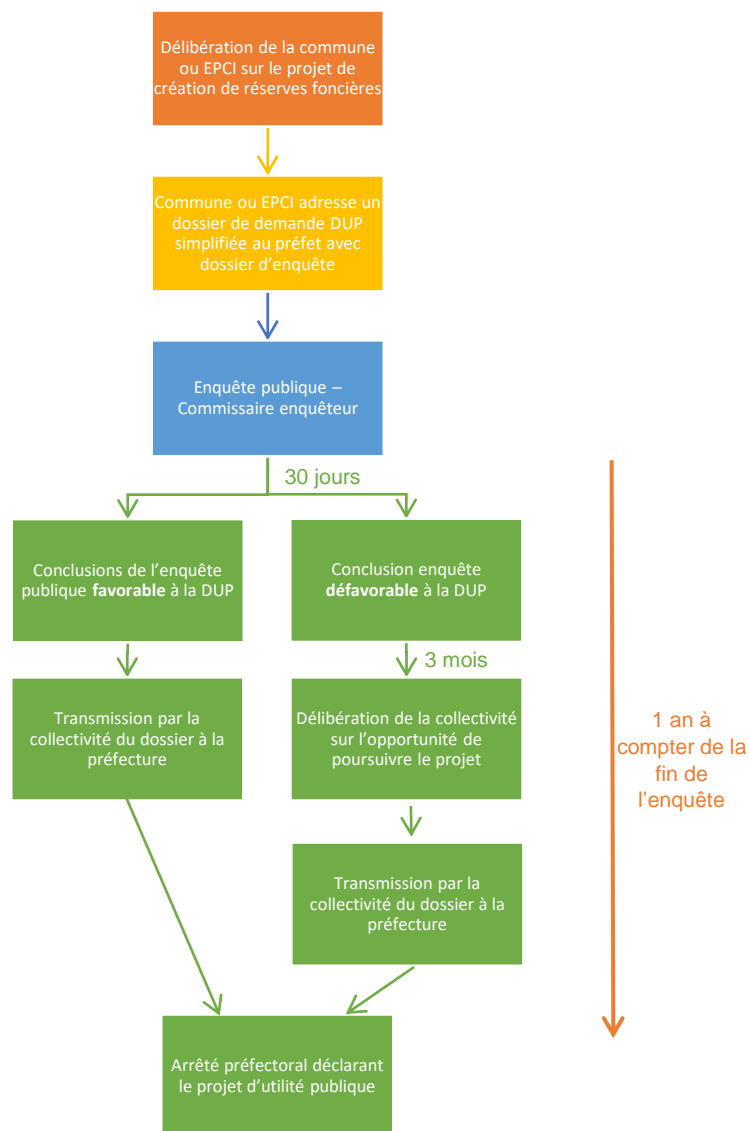 Délibération de la commune
ou EPCI sur le projet de
création de réserves foncières
Commune ou EPCI adresse un
dossier de demande DUP
simplifiée au préfet avec
dossier d’enquête
Enquête publique –
Commissaire enquêteur
30 jours
Conclusions de l’enquête
publique favorable à la DUP
Conclusion enquête
défavorable à la DUP
3 mois
Transmission par la
collectivité du dossier à la
préfecture
Délibération de la collectivité
sur l’opportunité de
poursuivre le projet
1 an à
compter de la
fin de
l’enquête
Transmission par la
collectivité du dossier à la
préfecture
Arrêté préfectoral déclarant
le projet d’utilité publique